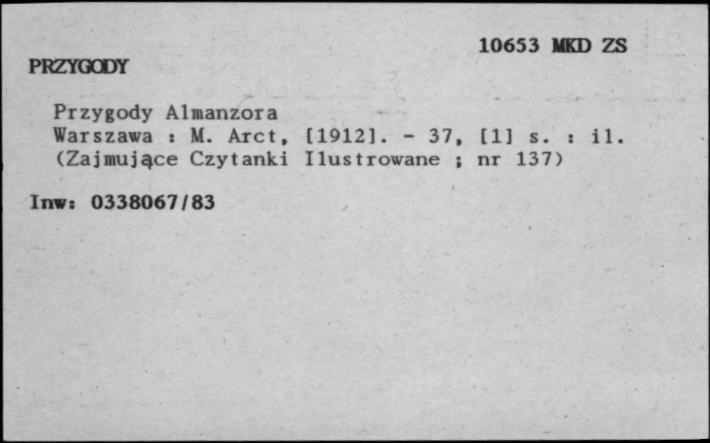 10653 MKD ZS
PRZYGODY
Przygody Almanzora
Warszawa : M. Arct, [1912]. - 37, [1] s. : il.
(Zajmujące Czytanki Ilustrowane ; nr 137)
Inw: 0338067/83